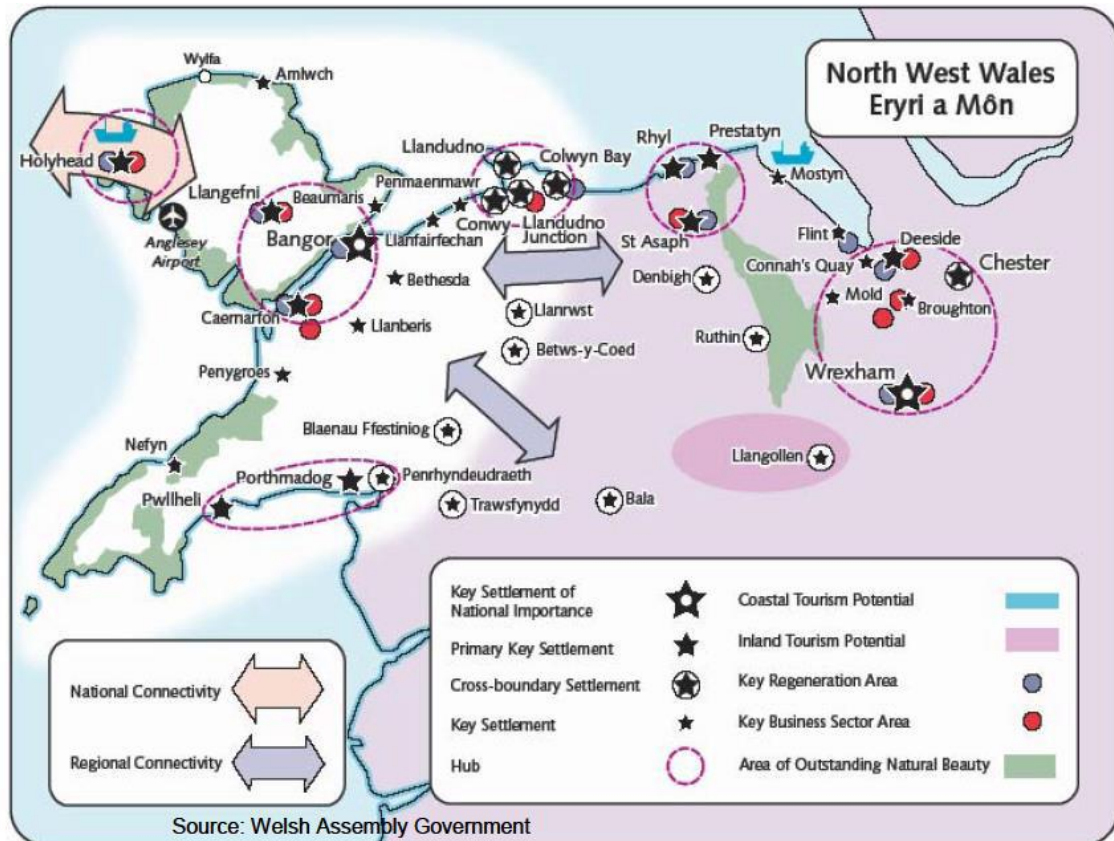 North West Wales
Eryri a Môn
Wylfa
Amlwch
Holyhead
Llangefni
Beaumaris
Anglesey
Airport
Bangor
Penmaenmawr
Llanfairfechan
Llandudno
Colwyn Bay
Conwy
Llandudno
Junction
Rhyl
Prestatyn
Mostyn
St Asaph
Flint
Deeside
Connah's Quay
Chester
Bethesda
Denbigh
Mold
Broughton
Caernarfon
Llanberis
Llanrwst
Betws-y-Coed
Ruthin
Wrexham
Penygroes
Blaenau Ffestiniog
Llangollen
Nefyn
Porthmadog
Penrhyndeudraeth
Pwllheli
Trawsfynydd
Bala
Key Settlement of
National Importance
Primary Key Settlement
Cross-boundary Settlement
Key Settlement
Hub
Coastal Tourism Potential
Inland Tourism Potential
Key Regeneration Area
Key Business Sector Area
Area of Outstanding Natural Beauty
National Connectivity
Regional Connectivity
Source: Welsh Assembly Government